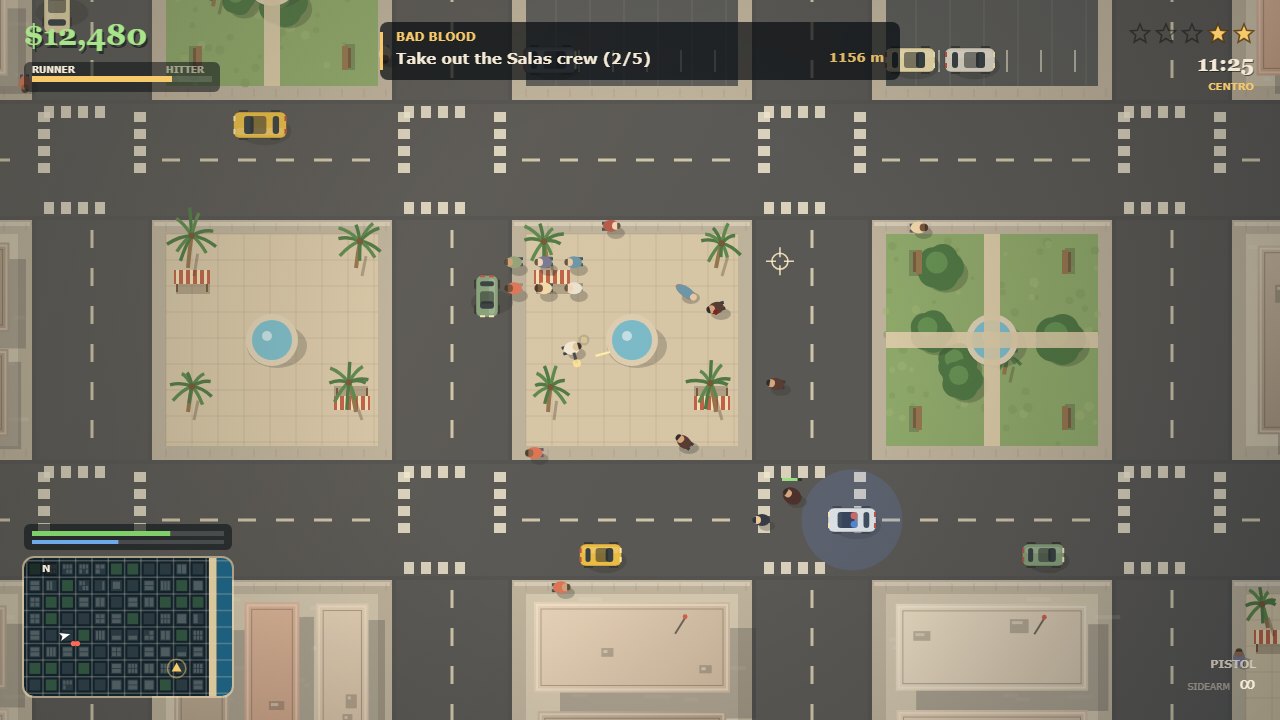 $12,480
RUNNER HITTER
BAD BLOOD
Take out the Salas crew (2/5)
1156 m
11:25
CENTRO
N
PISTOL
SIDEARM ∞